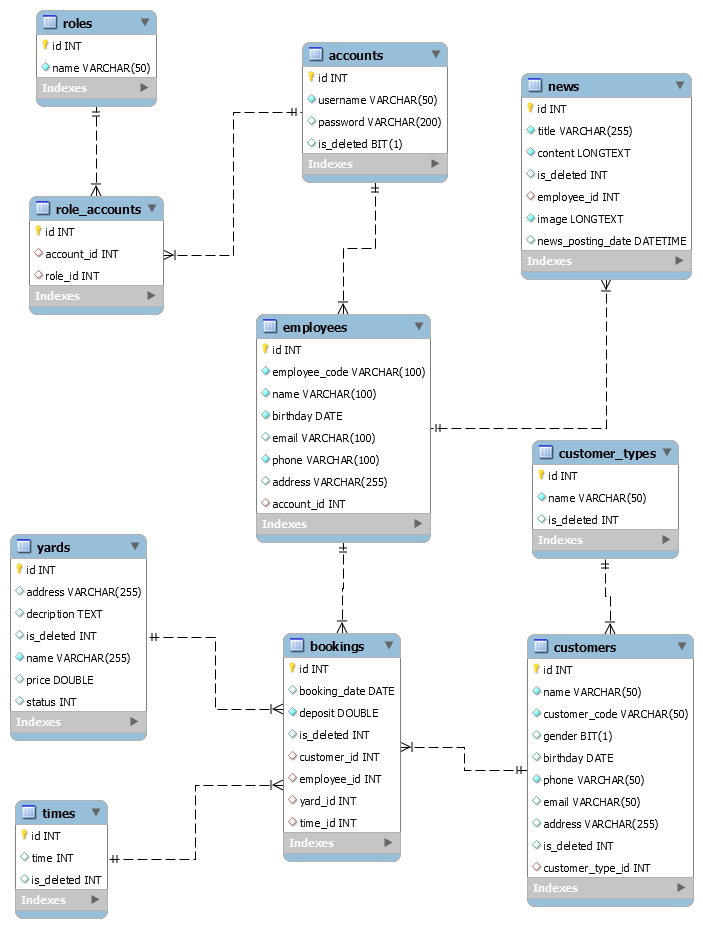 roles
id INT
name VARCHAR(50)
Indexes
accounts
id INT
username VARCHAR(50)
password VARCHAR(200)
is_deleted BIT(1)
Indexes
news
id INT
title VARCHAR(255)
content LONGTEXT
is_deleted INT
employee_id INT
image LONGTEXT
news_posting_date DATETIME
Indexes
role_accounts
id INT
account_id INT
role_id INT
Indexes
employees
id INT
employee_code VARCHAR(100)
name VARCHAR(100)
birthday DATE
email VARCHAR(100)
phone VARCHAR(100)
address VARCHAR(255)
account_id INT
Indexes
customer_types
id INT
name VARCHAR(50)
is_deleted INT
Indexes
yards
id INT
address VARCHAR(255)
decription TEXT
is_deleted INT
name VARCHAR(255)
price DOUBLE
status INT
Indexes
bookings
id INT
booking_date DATE
deposit DOUBLE
is_deleted INT
customer_id INT
employee_id INT
yard_id INT
time_id INT
Indexes
customers
id INT
name VARCHAR(50)
customer_code VARCHAR(50)
gender BIT(1)
birthday DATE
phone VARCHAR(50)
email VARCHAR(50)
address VARCHAR(255)
is_deleted INT
customer_type_id INT
Indexes
times
id INT
time INT
is_deleted INT
Indexes